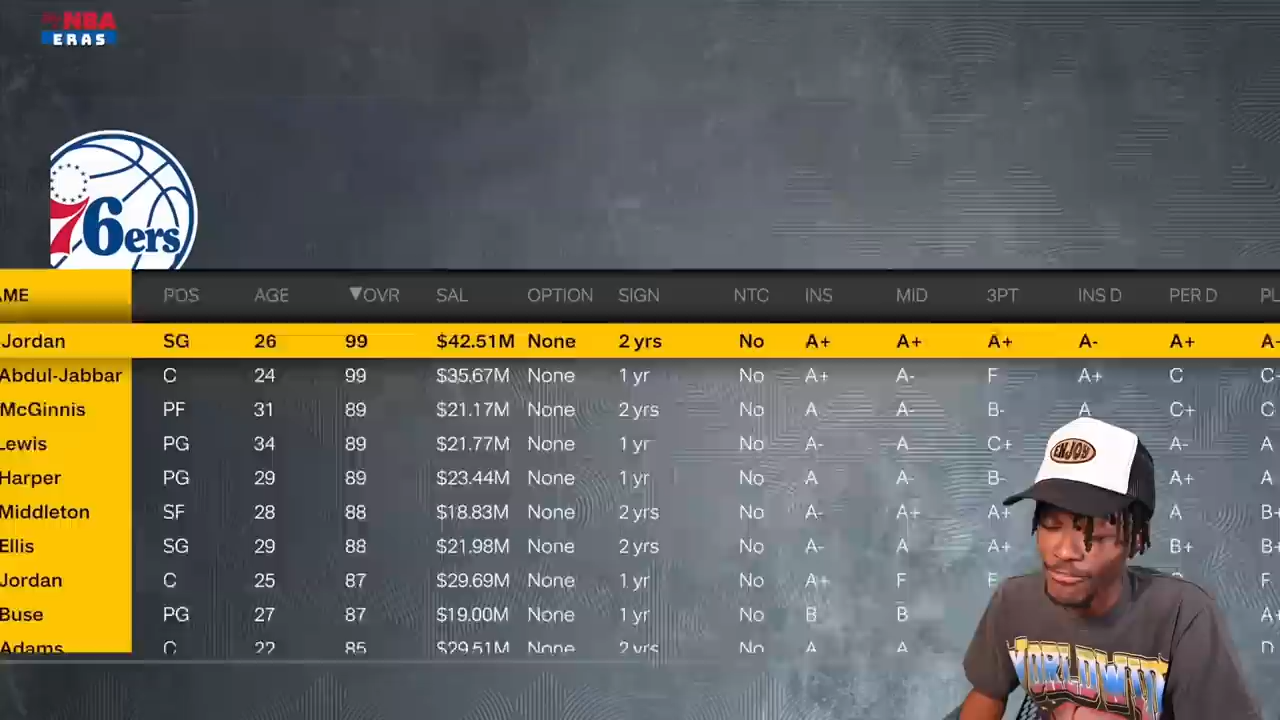 NBA
ERAS
76ers
AME POS AGE ▼OVR SAL OPTION SIGN NTC INS MID 3PT INS D PER D PL
Jordan SG 26 99 $42.51M None 2 yrs No A+ A+ A+ A- A+ A-
Abdul-Jabbar C 24 99 $35.67M None 1 yr No A+ A- F A+ C C-
McGinnis PF 31 89 $21.17M None 2 yrs No A A- B- A C+ C
Lewis PG 34 89 $21.77M None 1 yr No A- A C+ A- A
Harper PG 29 89 $23.44M None 1 yr No A A- B- A+ A
Middleton SF 28 88 $18.83M None 2 yrs No A- A+ A+ A B+
Ellis SG 29 88 $21.98M None 2 yrs No A- A A+ B+ B+
Jordan C 25 87 $29.69M None 1 yr No A+ F F
Buse PG 27 87 $19.00M None 1 yr No B B A+
Adams C 22 85 $29.51M None 2 yrs No A A D
ENJOY
WORLDWI